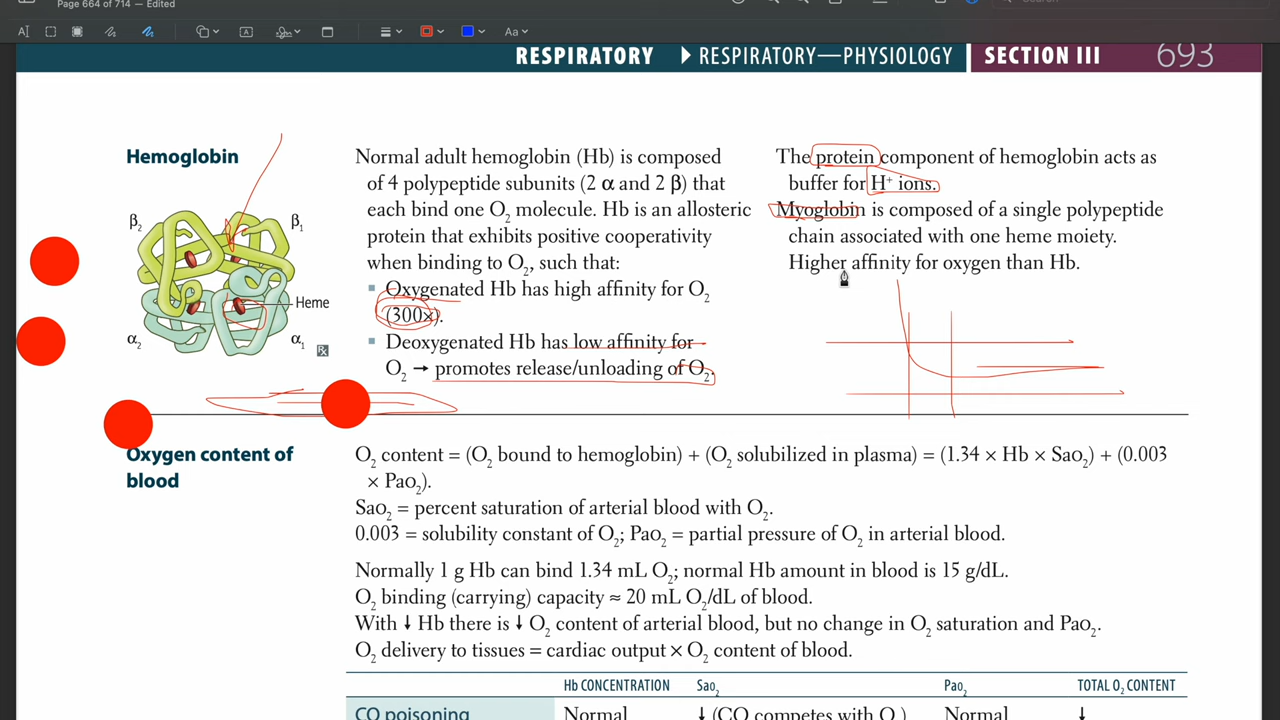 Page 664 of 714 — Edited
Aa
RESPIRATORY ▶ RESPIRATORY—PHYSIOLOGY SECTION III 693
Hemoglobin
β2 β1
Heme
α2 α1
Normal adult hemoglobin (Hb) is composed
of 4 polypeptide subunits (2 α and 2 β) that
each bind one O2 molecule. Hb is an allosteric
protein that exhibits positive cooperativity
when binding to O2, such that:
▪ Oxygenated Hb has high affinity for O2
(300×).
▪ Deoxygenated Hb has low affinity for
O2 → promotes release/unloading of O2.
The protein component of hemoglobin acts as
buffer for H+ ions.
Myoglobin is composed of a single polypeptide
chain associated with one heme moiety.
Higher affinity for oxygen than Hb.
Oxygen content of
blood
O2 content = (O2 bound to hemoglobin) + (O2 solubilized in plasma) = (1.34 × Hb × Sao2) + (0.003
× Pao2).
Sao2 = percent saturation of arterial blood with O2.
0.003 = solubility constant of O2; Pao2 = partial pressure of O2 in arterial blood.
Normally 1 g Hb can bind 1.34 mL O2; normal Hb amount in blood is 15 g/dL.
O2 binding (carrying) capacity ≈ 20 mL O2/dL of blood.
With ↓ Hb there is ↓ O2 content of arterial blood, but no change in O2 saturation and Pao2.
O2 delivery to tissues = cardiac output × O2 content of blood.
Hb CONCENTRATION Sao2 Pao2 TOTAL O2 CONTENT
CO poisoning Normal ↓ (CO competes with O2) Normal ↓